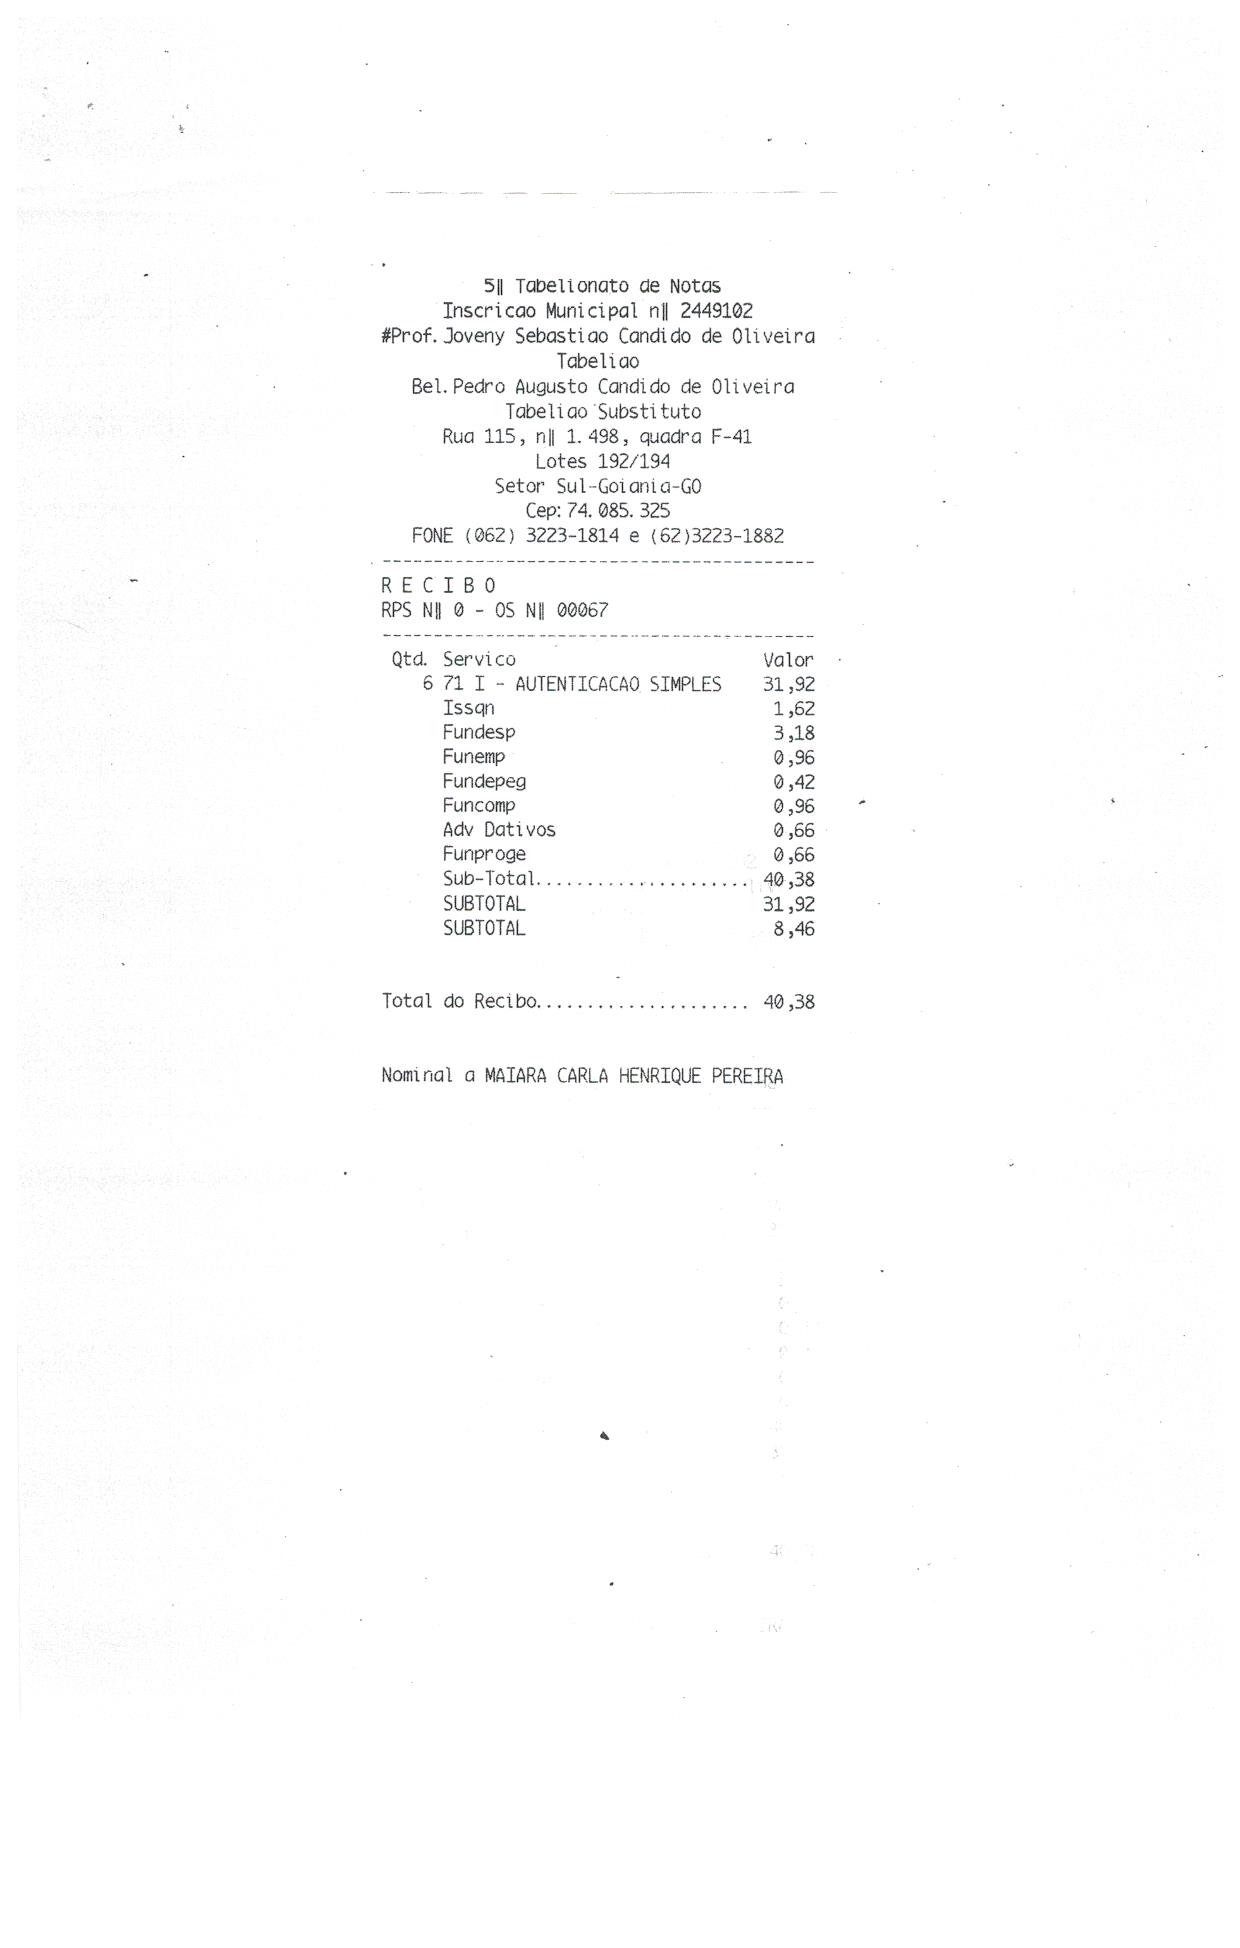 5‖ Tabelionato de Notas
Inscricao Municipal n‖ 2449102
#Prof. Joveny Sebastiao Candido de Oliveira
Tabeliao
Bel. Pedro Augusto Candido de Oliveira
Tabeliao Substituto
Rua 115, n‖ 1.498, quadra F-41
Lotes 192/194
Setor Sul-Goiania-GO
Cep: 74.085.325
FONE (062) 3223-1814 e (62)3223-1882
------------------------------------------
R E C I B O
RPS N‖ 0 - OS N‖ 00067
------------------------------------------
Qtd. Servico Valor
6 71 I - AUTENTICACAO SIMPLES 31,92
Issqn 1,62
Fundesp 3,18
Funemp 0,96
Fundepeg 0,42
Funcomp 0,96
Adv Dativos 0,66
Funproge 0,66
Sub-Total..................... 40,38
SUBTOTAL 31,92
SUBTOTAL 8,46
Total do Recibo..................... 40,38
Nominal a MAIARA CARLA HENRIQUE PEREIRA